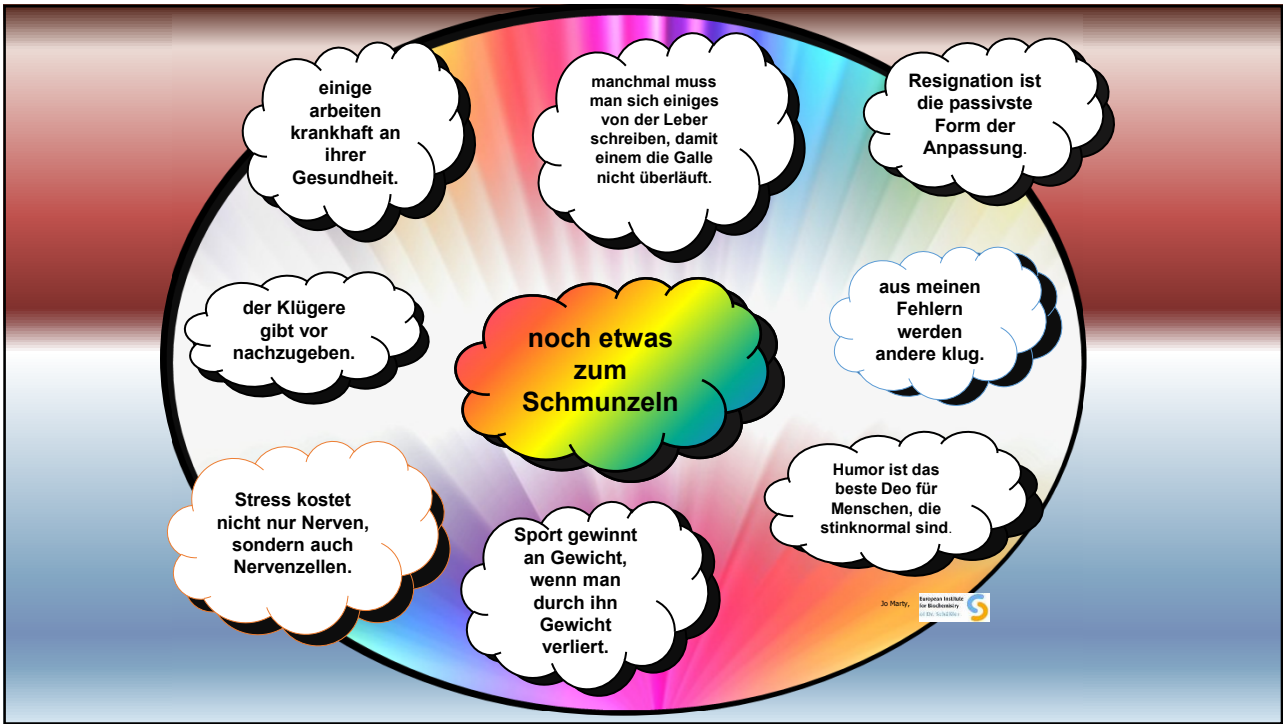 einige
arbeiten
krankhaft an
ihrer
Gesundheit.
manchmal muss
man sich einiges
von der Leber
schreiben, damit
einem die Galle
nicht überläuft.
Resignation ist
die passivste
Form der
Anpassung.
der Klügere
gibt vor
nachzugeben.
noch etwas
zum
Schmunzeln
aus meinen
Fehlern
werden
andere klug.
Stress kostet
nicht nur Nerven,
sondern auch
Nervenzellen.
Sport gewinnt
an Gewicht,
wenn man
durch ihn
Gewicht
verliert.
Humor ist das
beste Deo für
Menschen, die
stinknormal sind.
Jo Marty,
European Institute
for Biochemistry